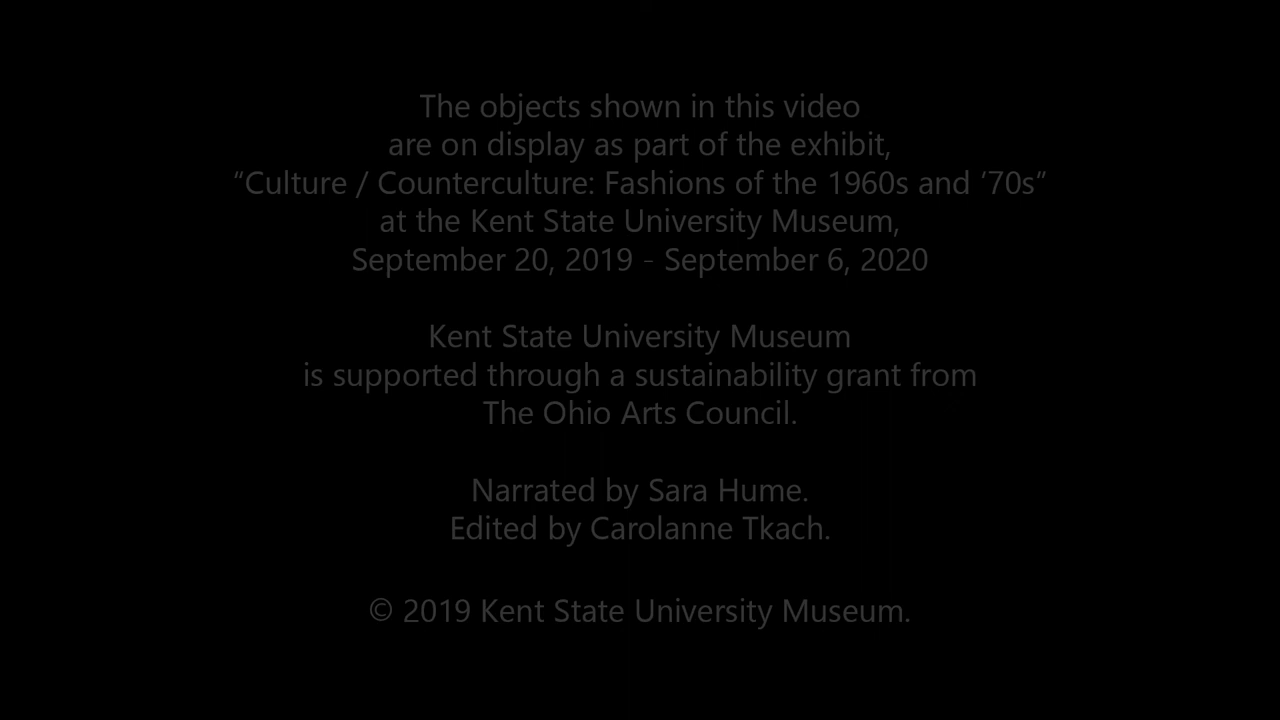 The objects shown in this video
are on display as part of the exhibit,
“Culture / Counterculture: Fashions of the 1960s and ’70s”
at the Kent State University Museum,
September 20, 2019 - September 6, 2020
Kent State University Museum
is supported through a sustainability grant from
The Ohio Arts Council.
Narrated by Sara Hume.
Edited by Carolanne Tkach.
© 2019 Kent State University Museum.